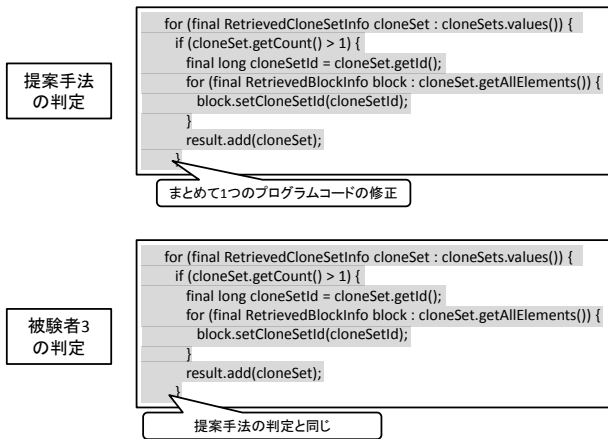 提案手法
の判定
for (final RetrievedCloneSetInfo cloneSet : cloneSets.values()) {
if (cloneSet.getCount() > 1) {
final long cloneSetId = cloneSet.getId();
for (final RetrievedBlockInfo block : cloneSet.getAllElements()) {
block.setCloneSetId(cloneSetId);
}
result.add(cloneSet);
}
まとめて1つのプログラムコードの修正
被験者3
の判定
for (final RetrievedCloneSetInfo cloneSet : cloneSets.values()) {
if (cloneSet.getCount() > 1) {
final long cloneSetId = cloneSet.getId();
for (final RetrievedBlockInfo block : cloneSet.getAllElements()) {
block.setCloneSetId(cloneSetId);
}
result.add(cloneSet);
}
提案手法の判定と同じ